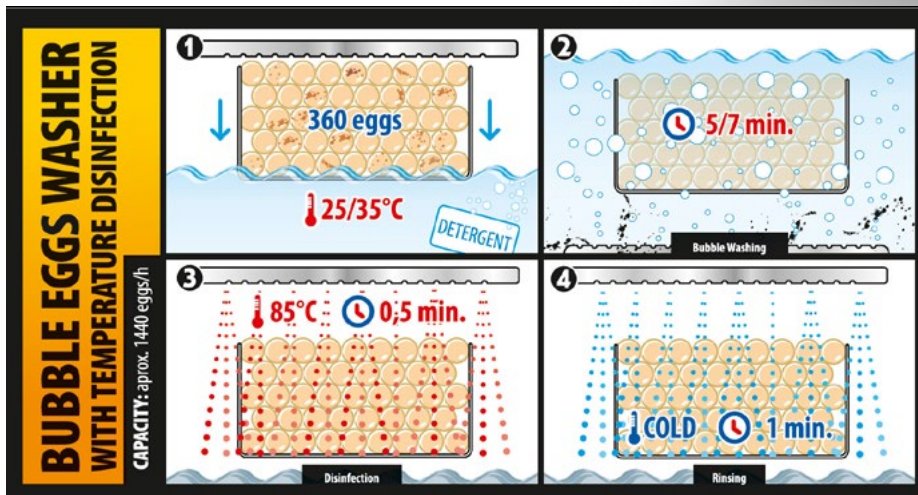 BUBBLE EGGS WASHER
WITH TEMPERATURE DISINFECTION
CAPACITY: aprox. 1440 eggs/h
1
360 eggs
25/35°C
DETERGENT
2
5/7 min.
Bubble Washing
3
85°C 0,5 min.
Disinfection
4
COLD 1 min.
Rinsing